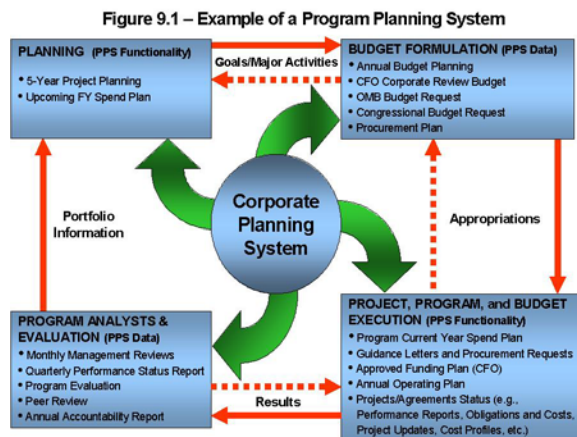 Figure 9.1 – Example of a Program Planning System
PLANNING (PPS Functionality)
• 5-Year Project Planning
• Upcoming FY Spend Plan
Goals/Major Activities
BUDGET FORMULATION (PPS Data)
• Annual Budget Planning
• CFO Corporate Review Budget
• OMB Budget Request
• Congressional Budget Request
• Procurement Plan
Corporate
Planning
System
Portfolio
Information
Appropriations
PROGRAM ANALYSTS &
EVALUATION (PPS Data)
• Monthly Management Reviews
• Quarterly Performance Status Report
• Program Evaluation
• Peer Review
• Annual Accountability Report
Results
PROJECT, PROGRAM, and BUDGET
EXECUTION (PPS Functionality)
• Program Current Year Spend Plan
• Guidance Letters and Procurement Requests
• Approved Funding Plan (CFO)
• Annual Operating Plan
• Projects/Agreements Status (e.g.,
Performance Reports, Obligations and Costs,
Project Updates, Cost Profiles, etc.)